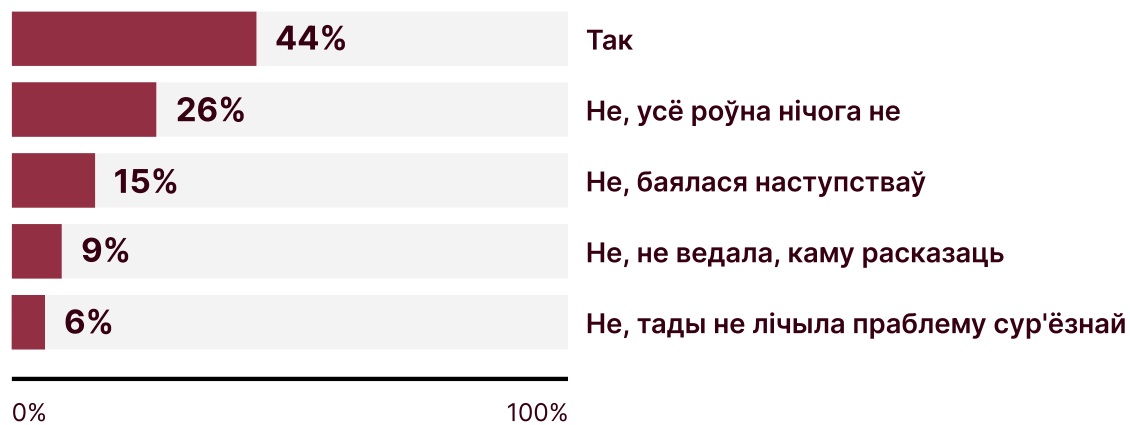 44% Так
26% Не, усё роўна нічога не
15% Не, баялася наступстваў
9% Не, не ведала, каму расказаць
6% Не, тады не лічыла праблему сур'ёзнай
0% 100%